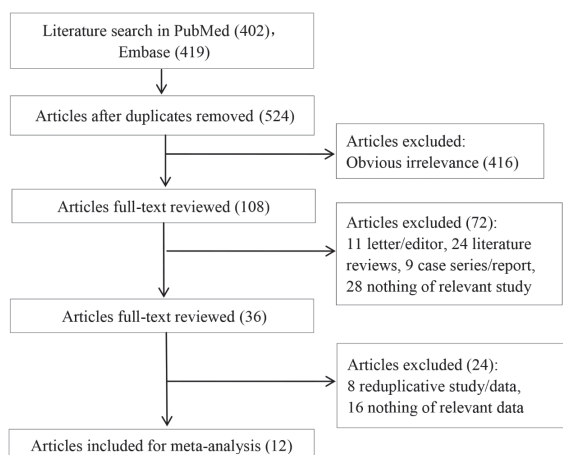 Literature search in PubMed (402)，
Embase (419)
Articles after duplicates removed (524)
Articles excluded:
Obvious irrelevance (416)
Articles full-text reviewed (108)
Articles excluded (72):
11 letter/editor, 24 literature
reviews, 9 case series/report,
28 nothing of relevant study
Articles full-text reviewed (36)
Articles excluded (24):
8 reduplicative study/data,
16 nothing of relevant data
Articles included for meta-analysis (12)